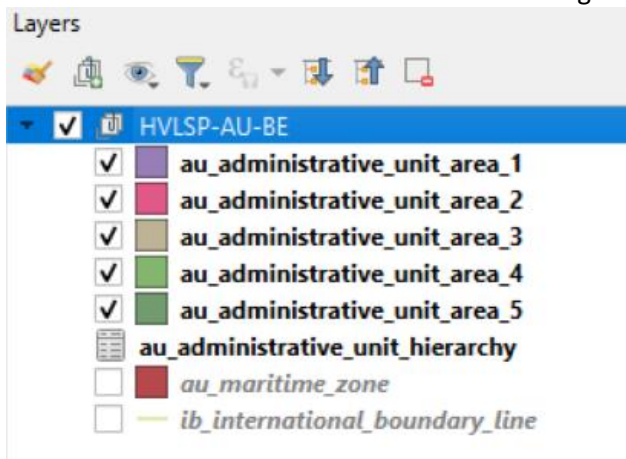 Layers
HVLSP-AU-BE
au_administrative_unit_area_1
au_administrative_unit_area_2
au_administrative_unit_area_3
au_administrative_unit_area_4
au_administrative_unit_area_5
au_administrative_unit_hierarchy
au_maritime_zone
ib_international_boundary_line